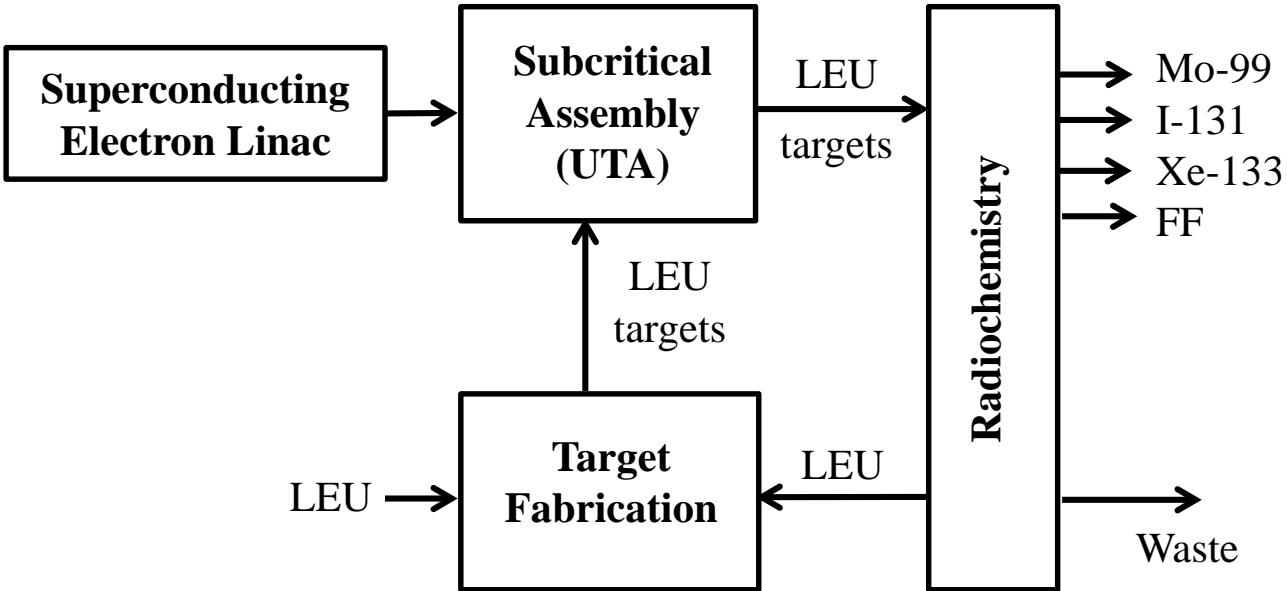 Superconducting
Electron Linac
Subcritical
Assembly
(UTA)
LEU
targets
Radiochemistry
Mo-99
I-131
Xe-133
FF
LEU
targets
LEU
Target
Fabrication
LEU
Waste